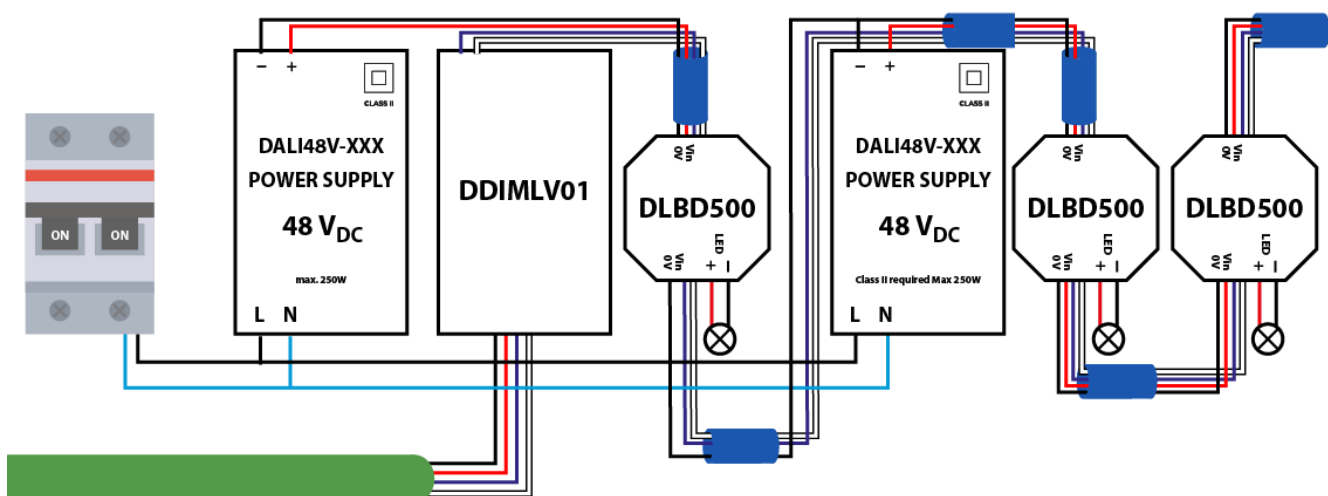 ON
ON
− +
CLASS II
DALI48V-XXX
POWER SUPPLY
48 VDC
max. 250W
L N
DDIMLV01
0V
Vin
DLBD500
0V
Vin
+
LED
−
− +
CLASS II
DALI48V-XXX
POWER SUPPLY
48 VDC
Class II required Max 250W
L N
0V
Vin
DLBD500
0V
Vin
+
LED
−
0V
Vin
DLBD500
0V
Vin
+
LED
−